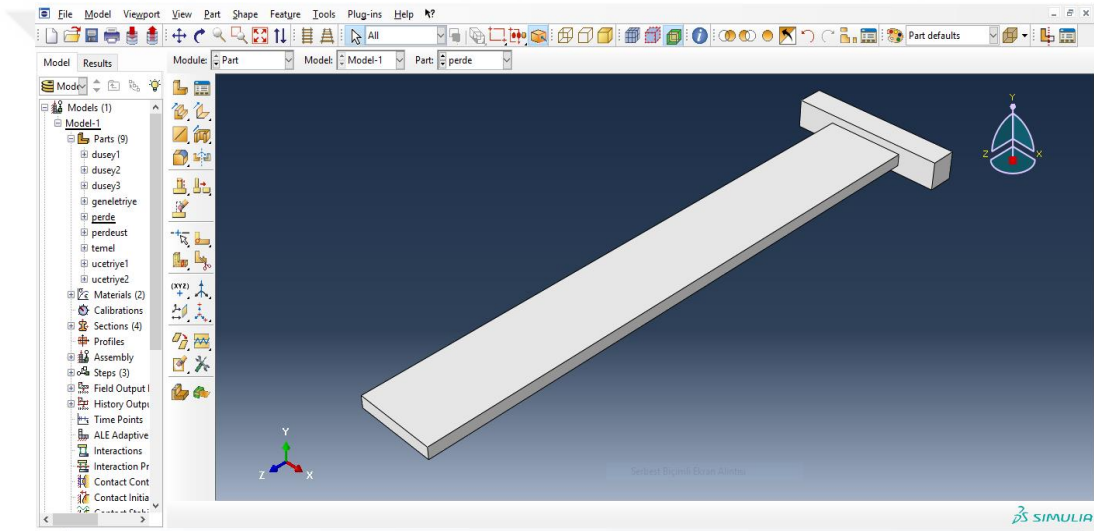 File Model Viewport View Part Shape Feature Tools Plug-ins Help
All
Part defaults
Model Results
Module: Part Model: Model-1 Part: perde
Models (1)
Model-1
Parts (9)
dusey1
dusey2
dusey3
geneletriye
perde
perdeust
temel
ucetriye1
ucetriye2
Materials (2)
Calibrations
Sections (4)
Profiles
Assembly
Steps (3)
Field Output
History Outpu
Time Points
ALE Adaptive
Interactions
Interaction Pr
Contact Cont
Contact Initia
(XYZ)
Y
Z
X
Y
Z
X
SIMULIA